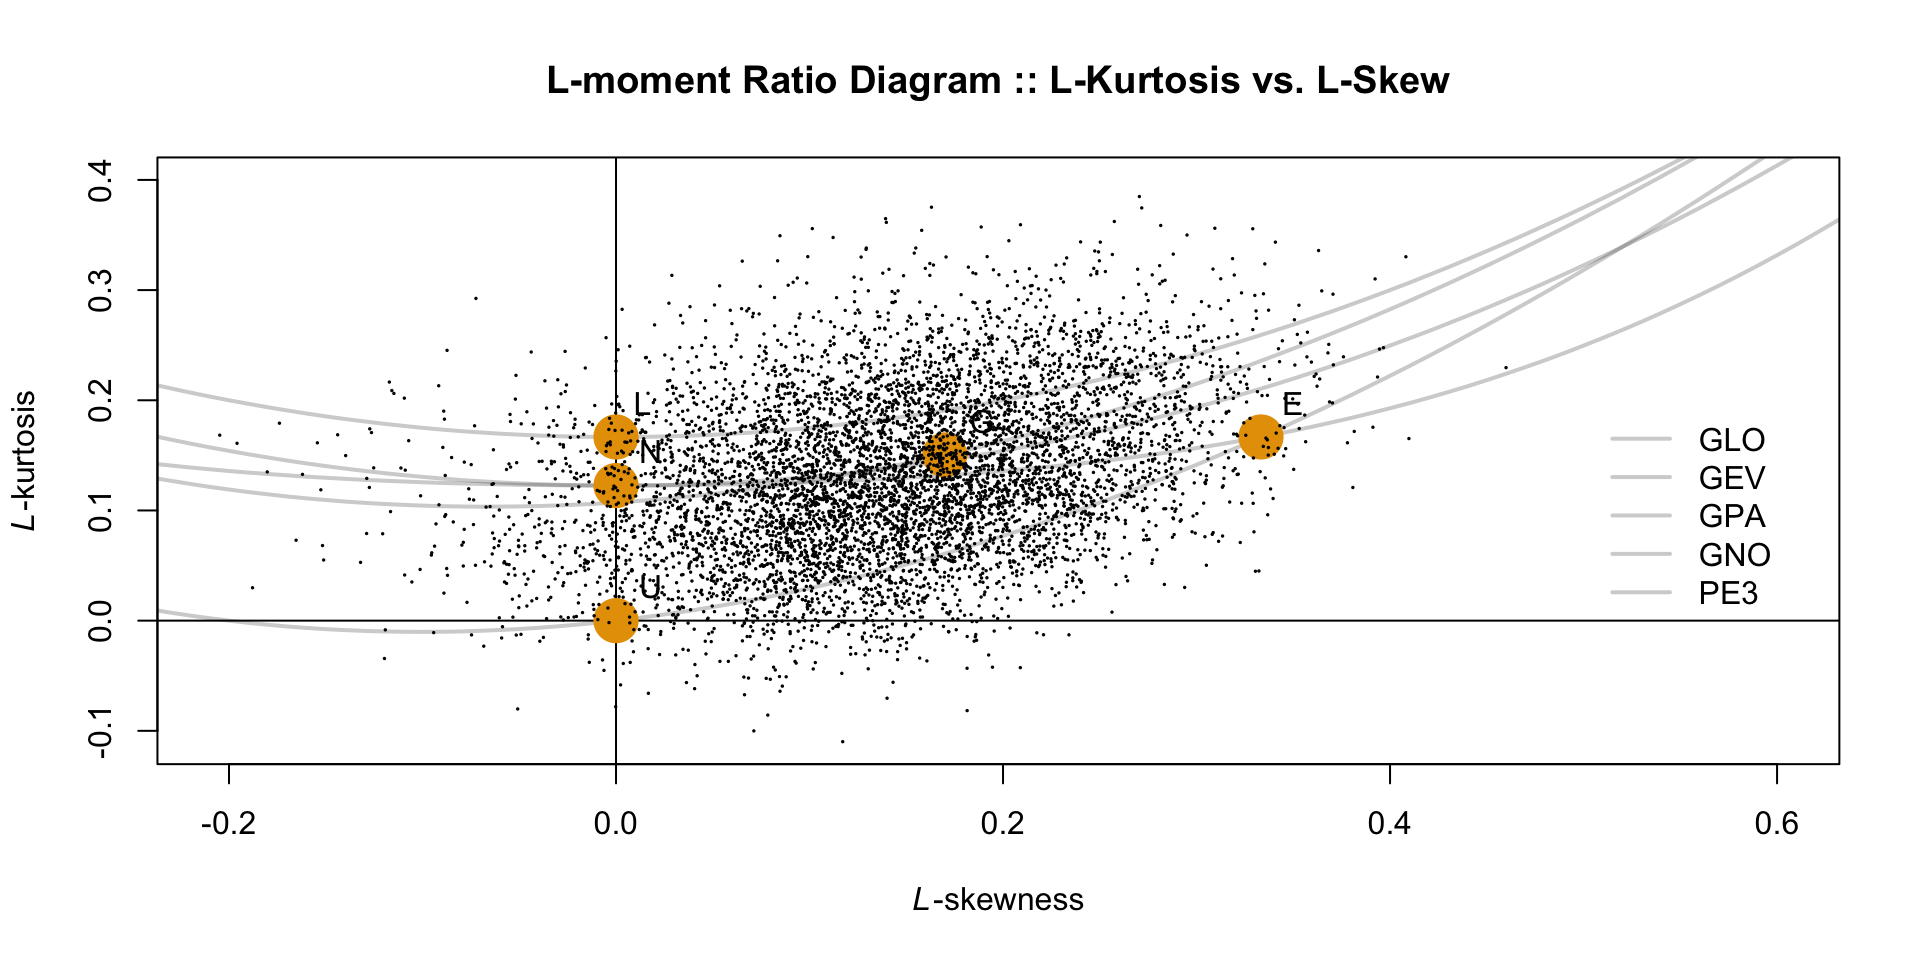 L-moment Ratio Diagram :: L-Kurtosis vs. L-Skew
L-kurtosis
0.4
0.3
0.2
0.1
0.0
-0.1
L
N
G
E
U
GLO
GEV
GPA
GNO
PE3
-0.2
0.0
0.2
0.4
0.6
L-skewness